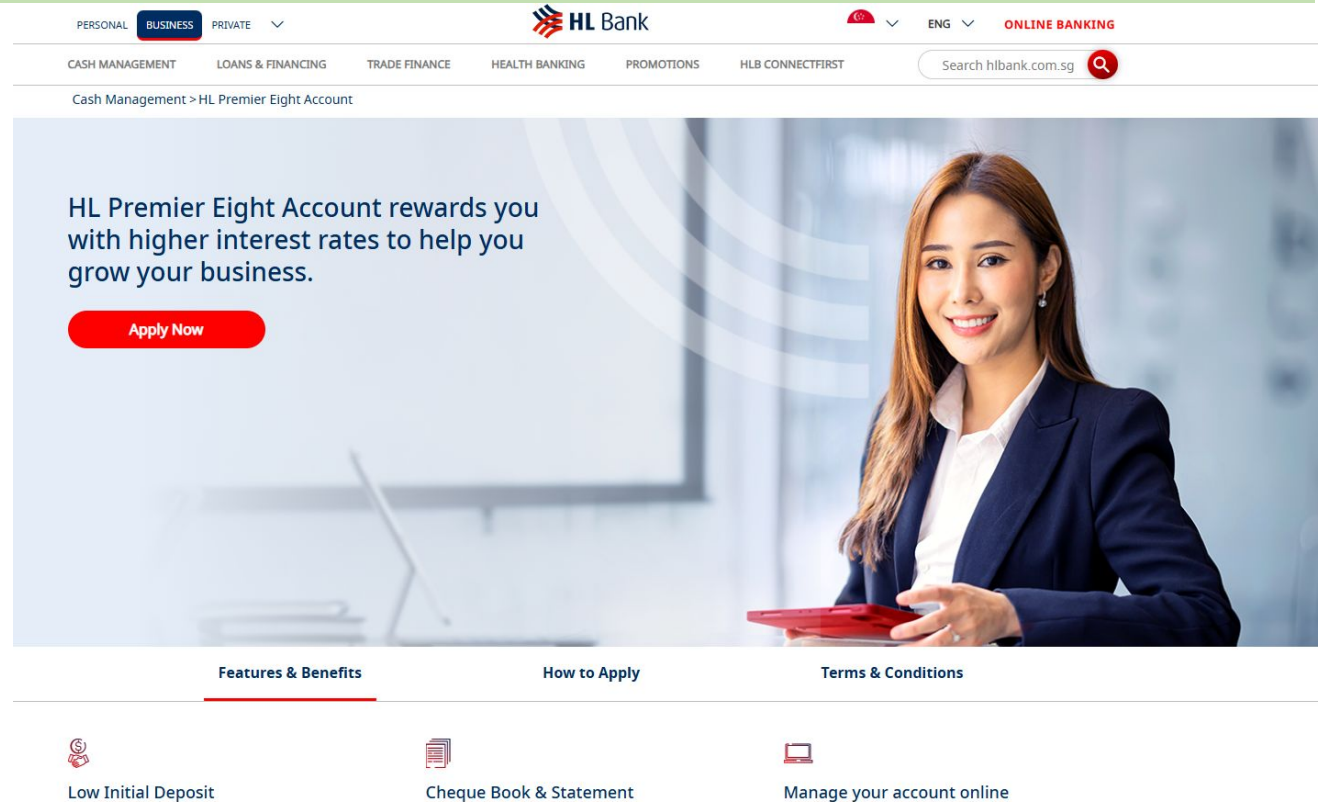 PERSONAL BUSINESS PRIVATE
HL Bank
ENG
ONLINE BANKING
CASH MANAGEMENT LOANS & FINANCING TRADE FINANCE HEALTH BANKING PROMOTIONS HLB CONNECTFIRST
Search hlbank.com.sg
Cash Management > HL Premier Eight Account
HL Premier Eight Account rewards you
with higher interest rates to help you
grow your business.
Apply Now
Features & Benefits How to Apply Terms & Conditions
Low Initial Deposit Cheque Book & Statement Manage your account online